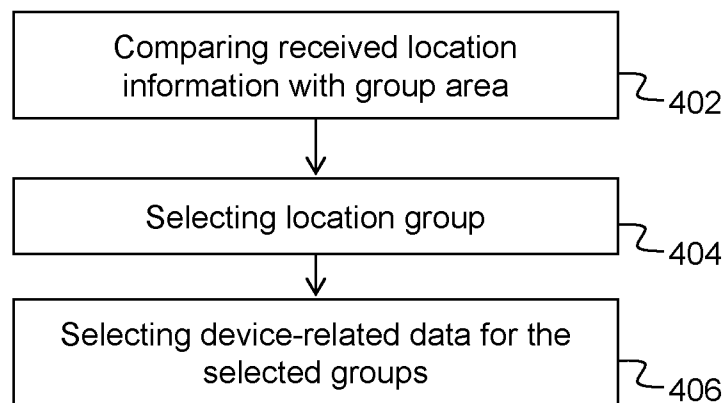 Comparing received location
information with group area
402
Selecting location group
404
Selecting device-related data for the
selected groups
406